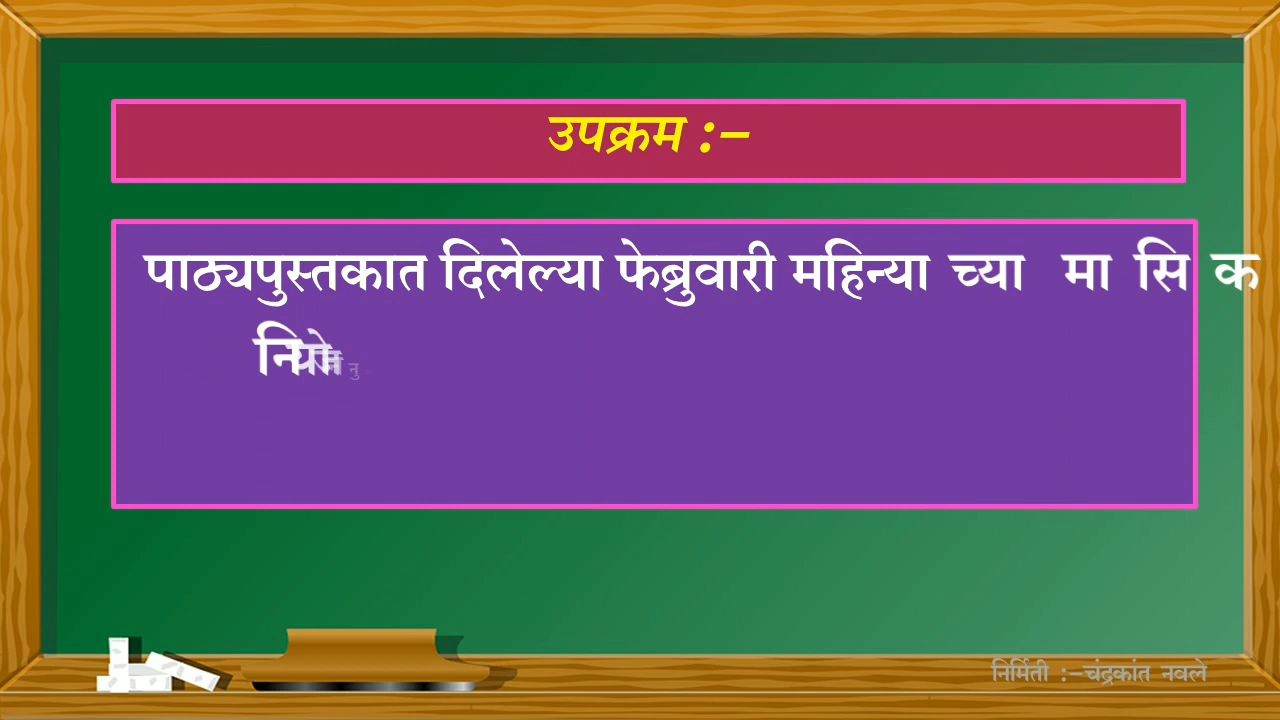 उपक्रम :-
पाठ्यपुस्तकात दिलेल्या फेब्रुवारी महिन्या च्या मा सि क
निर्मिती :-चंद्रकांत नवले